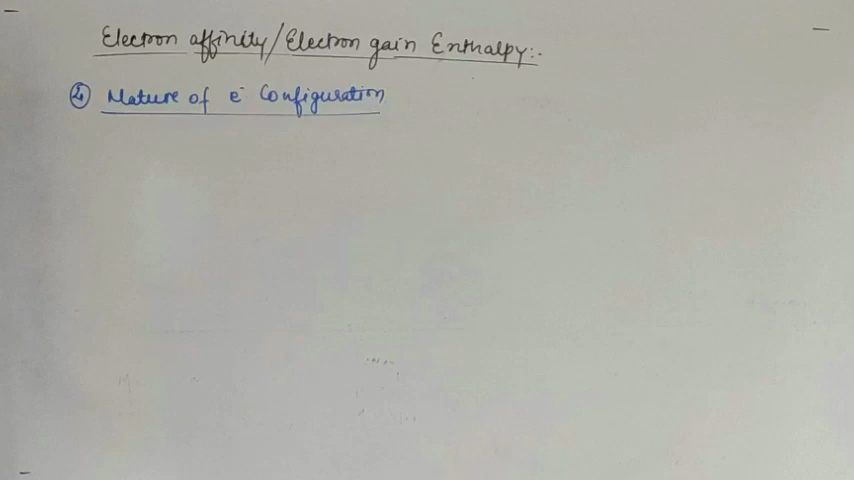 Electron affinity/Electron gain Enthalpy:-
④ Nature of e⁻ Configuration